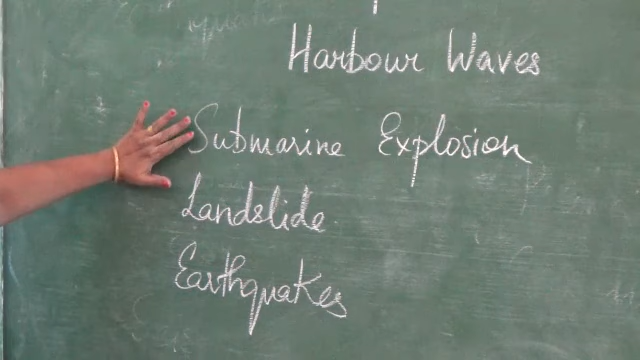 Harbour Waves
Submarine Explosion
Landslide
Earthquakes